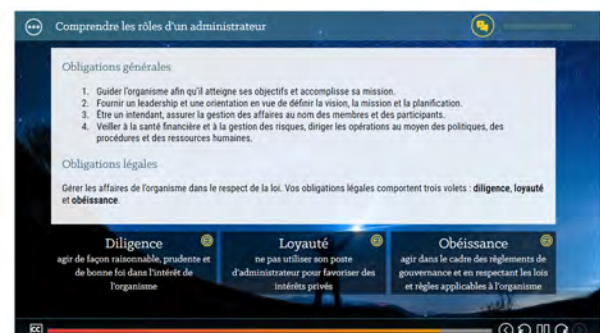 Comprendre les rôles d'un administrateur
Obligations générales
1. Guider l'organisme afin qu'il atteigne ses objectifs et accomplisse sa mission.
2. Fournir un leadership et une orientation en vue de définir la vision, la mission et la planification.
3. Être un intendant, assurer la gestion des affaires au nom des membres et des participants.
4. Veiller à la santé financière et à la gestion des risques, diriger les opérations au moyen des politiques, des
procédures et des ressources humaines.
Obligations légales
Gérer les affaires de l'organisme dans le respect de la loi. Vos obligations légales comportent trois volets : diligence, loyauté
et obéissance.
Diligence
agir de façon raisonnable, prudente et
de bonne foi dans l'intérêt de
l'organisme
Loyauté
ne pas utiliser son poste
d'administrateur pour favoriser des
intérêts privés
Obéissance
agir dans le cadre des règlements de
gouvernance et en respectant les lois
et règles applicables à l'organisme
CC